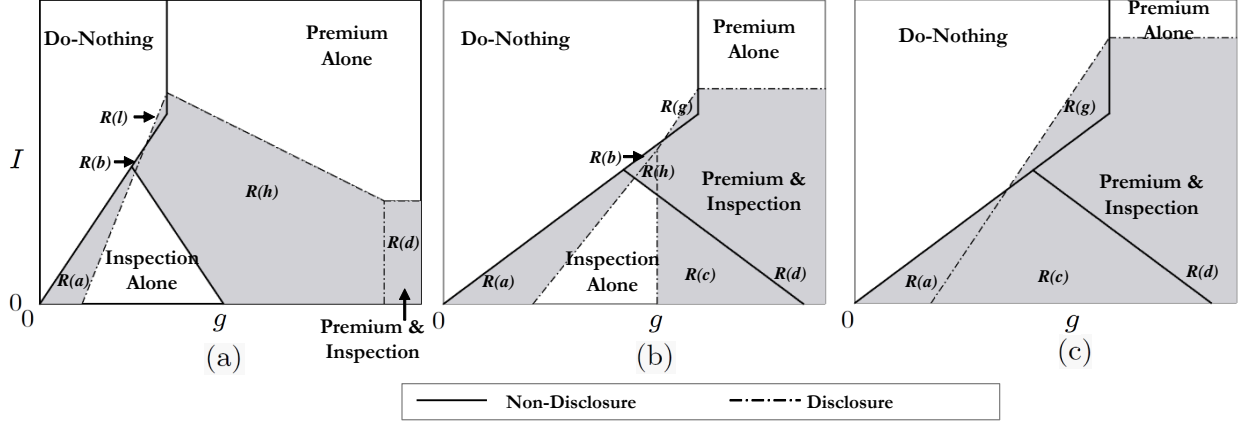 Do-Nothing
Premium
Alone
R(l)
R(b)
R(h)
I
R(a)
Inspection
Alone
R(d)
0
0
g
Premium &
Inspection
(a)
Do-Nothing
Premium
Alone
R(g)
R(b)
R(h)
Premium &
Inspection
Inspection
Alone
R(a)
R(c)
R(d)
0
g
(b)
Do-Nothing
Premium
Alone
R(g)
Premium &
Inspection
R(a)
R(c)
R(d)
0
g
(c)
Non-Disclosure
Disclosure